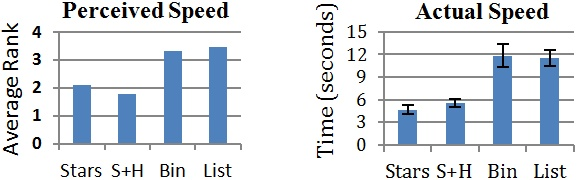 Perceived Speed
Average Rank
4
3
2
1
0
Stars S+H Bin List
Actual Speed
Time (seconds)
15
12
9
6
3
0
Stars S+H Bin List